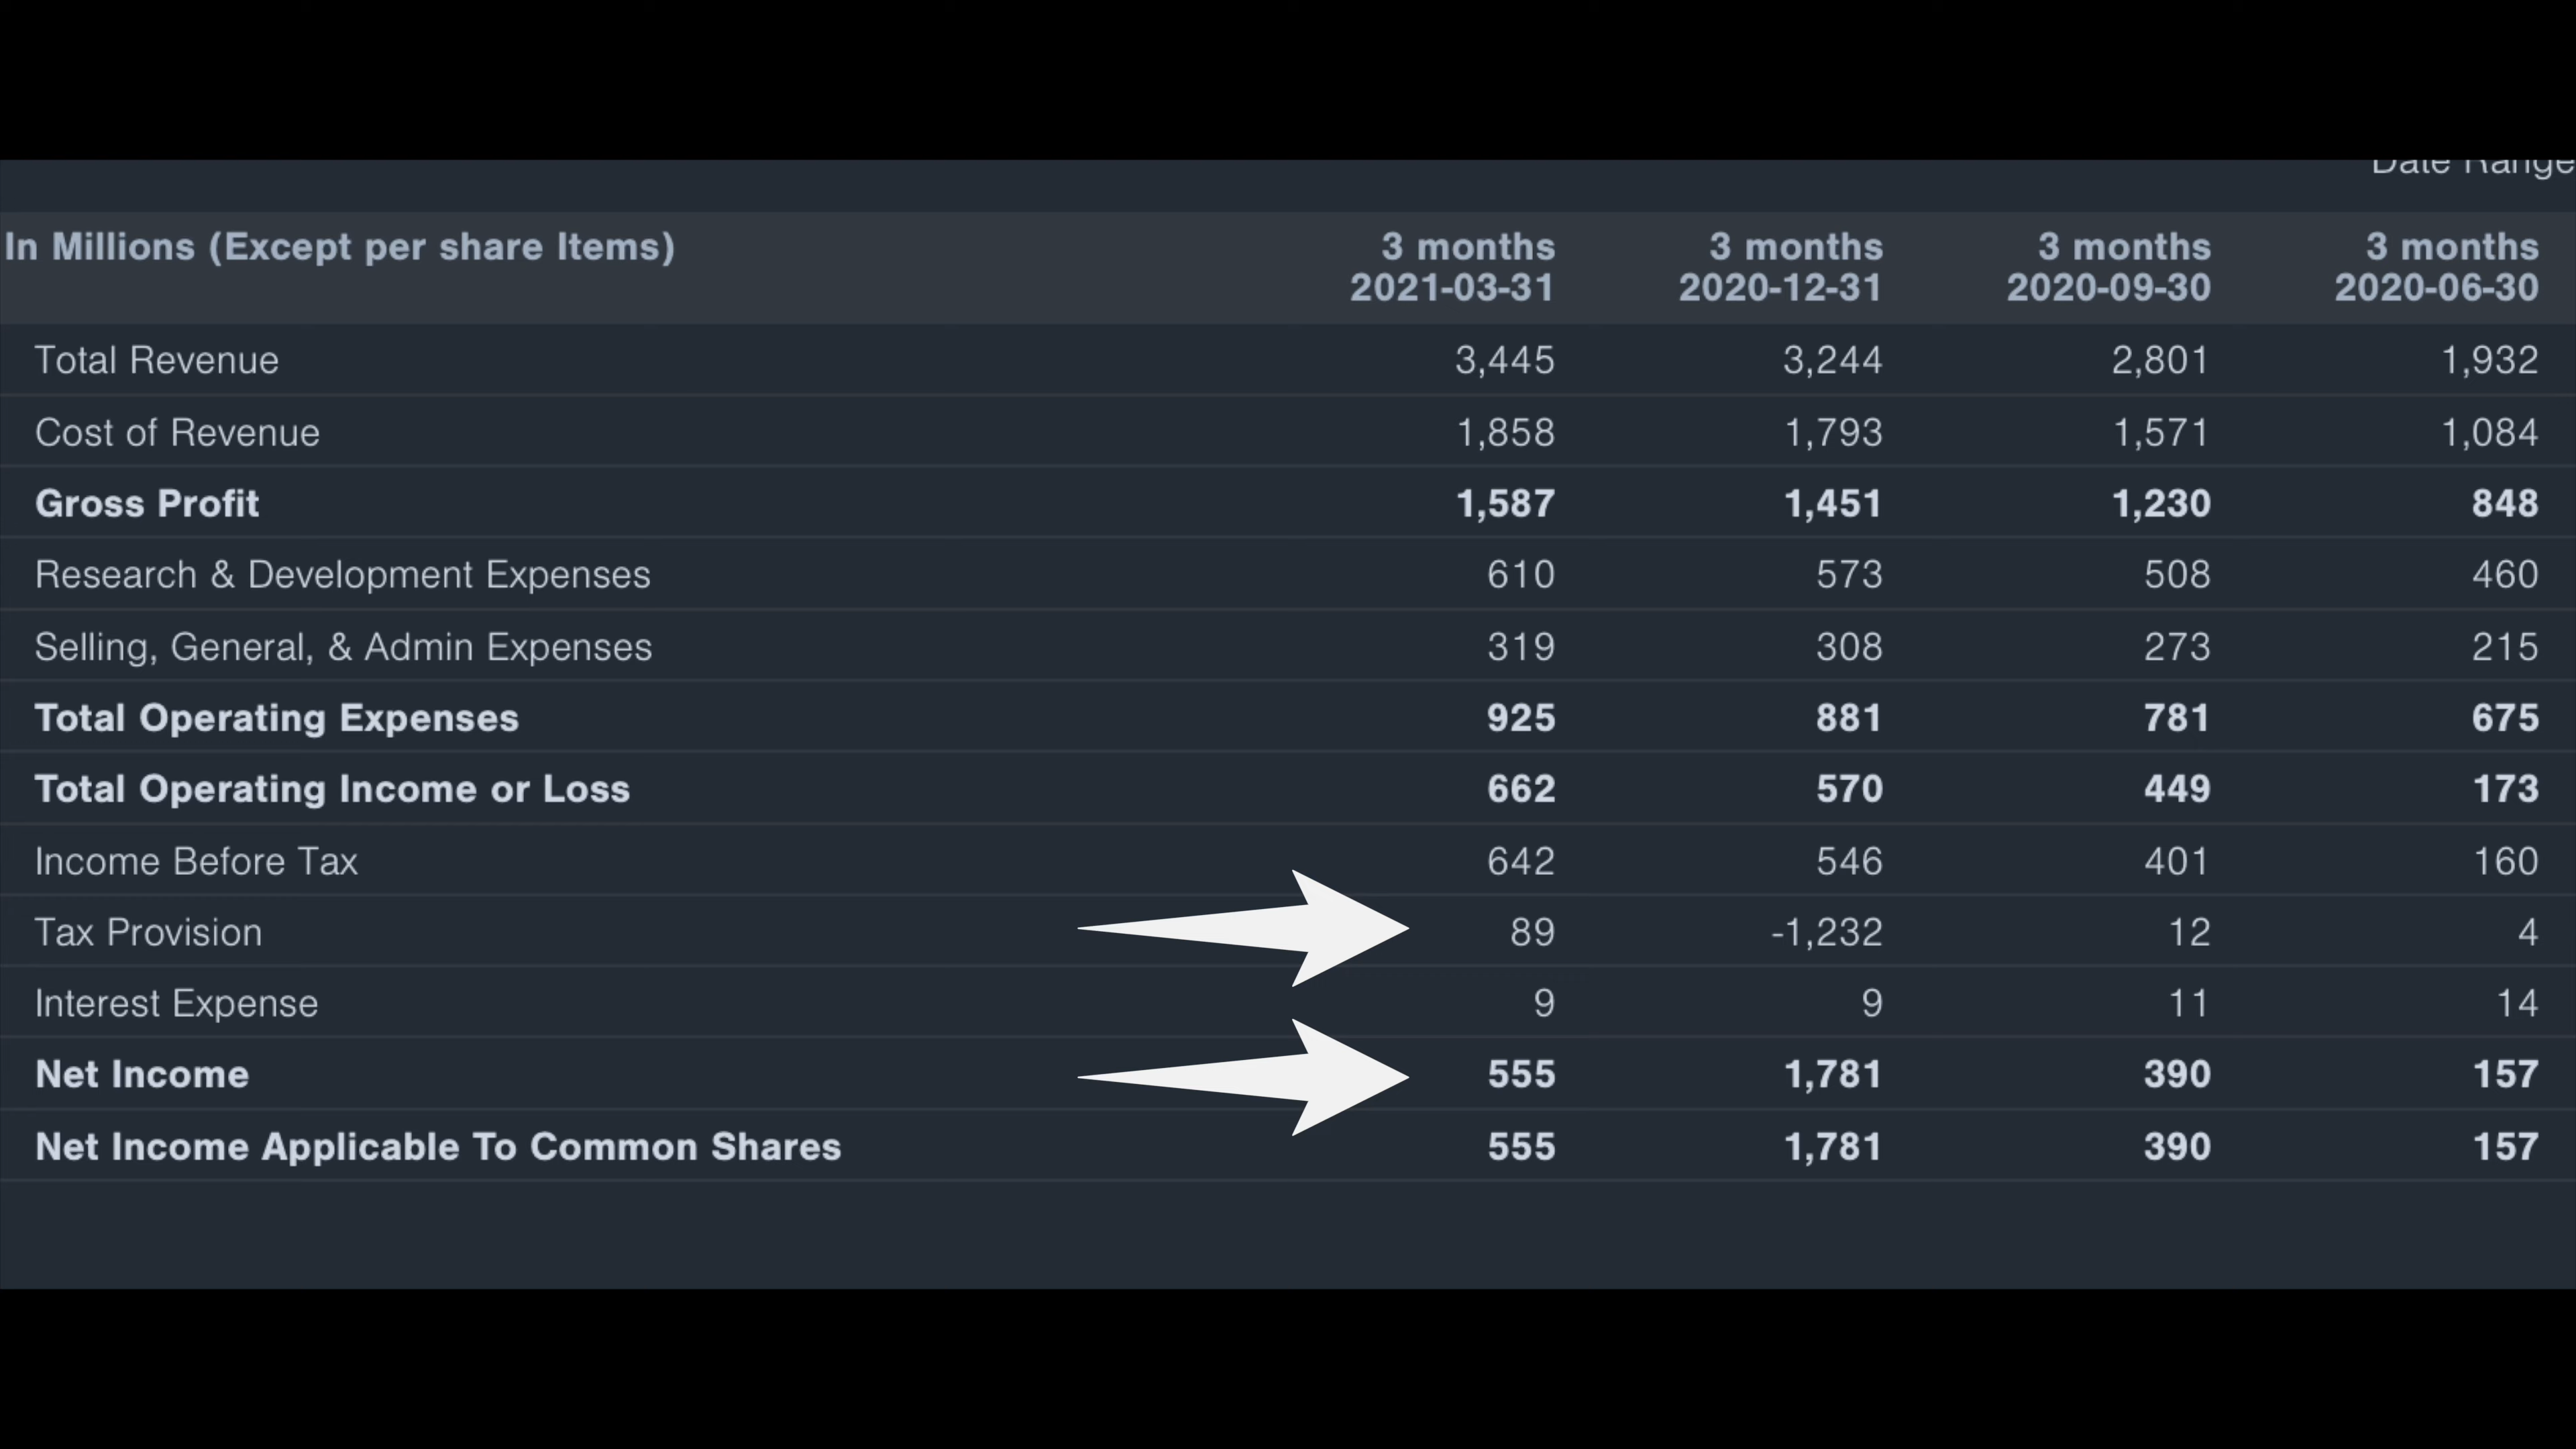 Date Range
In Millions (Except per share Items) 3 months 3 months 3 months 3 months
2021-03-31 2020-12-31 2020-09-30 2020-06-30
Total Revenue 3,445 3,244 2,801 1,932
Cost of Revenue 1,858 1,793 1,571 1,084
Gross Profit 1,587 1,451 1,230 848
Research & Development Expenses 610 573 508 460
Selling, General, & Admin Expenses 319 308 273 215
Total Operating Expenses 925 881 781 675
Total Operating Income or Loss 662 570 449 173
Income Before Tax 642 546 401 160
Tax Provision 89 -1,232 12 4
Interest Expense 9 9 11 14
Net Income 555 1,781 390 157
Net Income Applicable To Common Shares 555 1,781 390 157